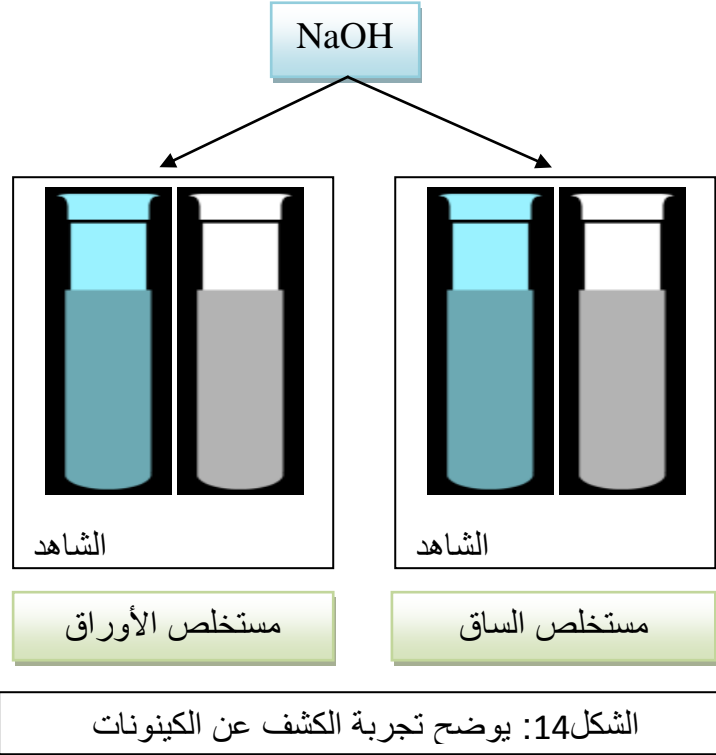 NaOH
الشاهد
الشاهد
مستخلص الساق
مستخلص الأوراق
الشكل14: يوضح تجربة الكشف عن الكينونات